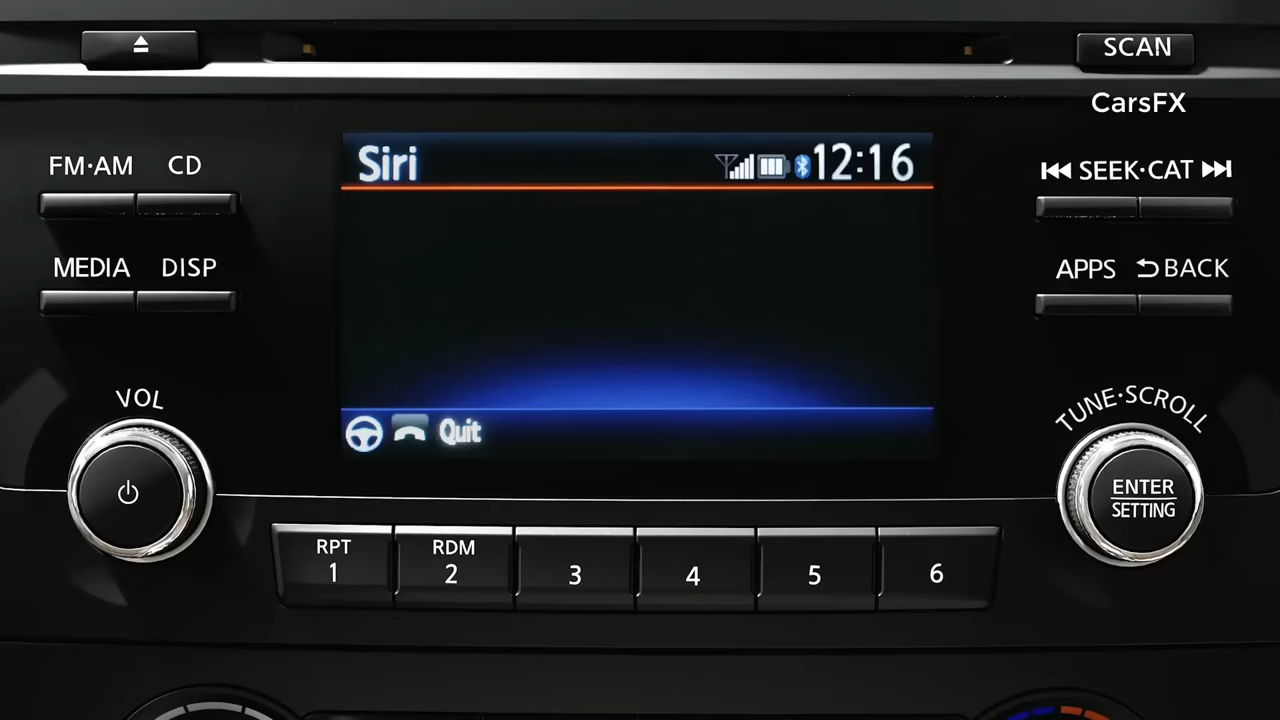 SCAN
CarsFX
FM·AM CD
Siri 12:16
SEEK·CAT
MEDIA DISP
APPS BACK
VOL
TUNE·SCROLL
Quit
ENTER
SETTING
RPT
1
RDM
2
3
4
5
6